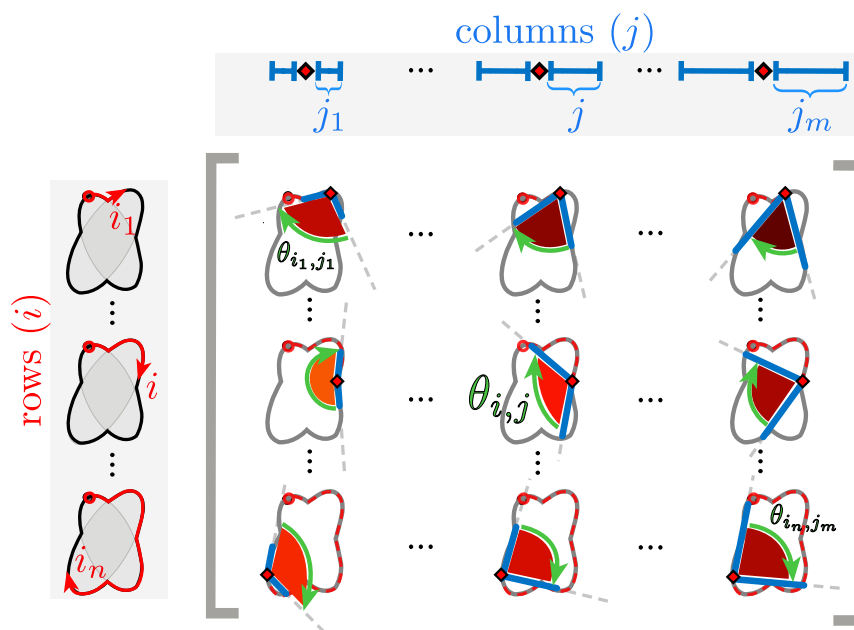 columns (j)
... ...
j₁ j jₘ
i₁
θᵢ₁,ⱼ₁
... ...
rows (i)
i
θᵢ,ⱼ
... ...
iₙ
θᵢₙ,ⱼₘ
... ...